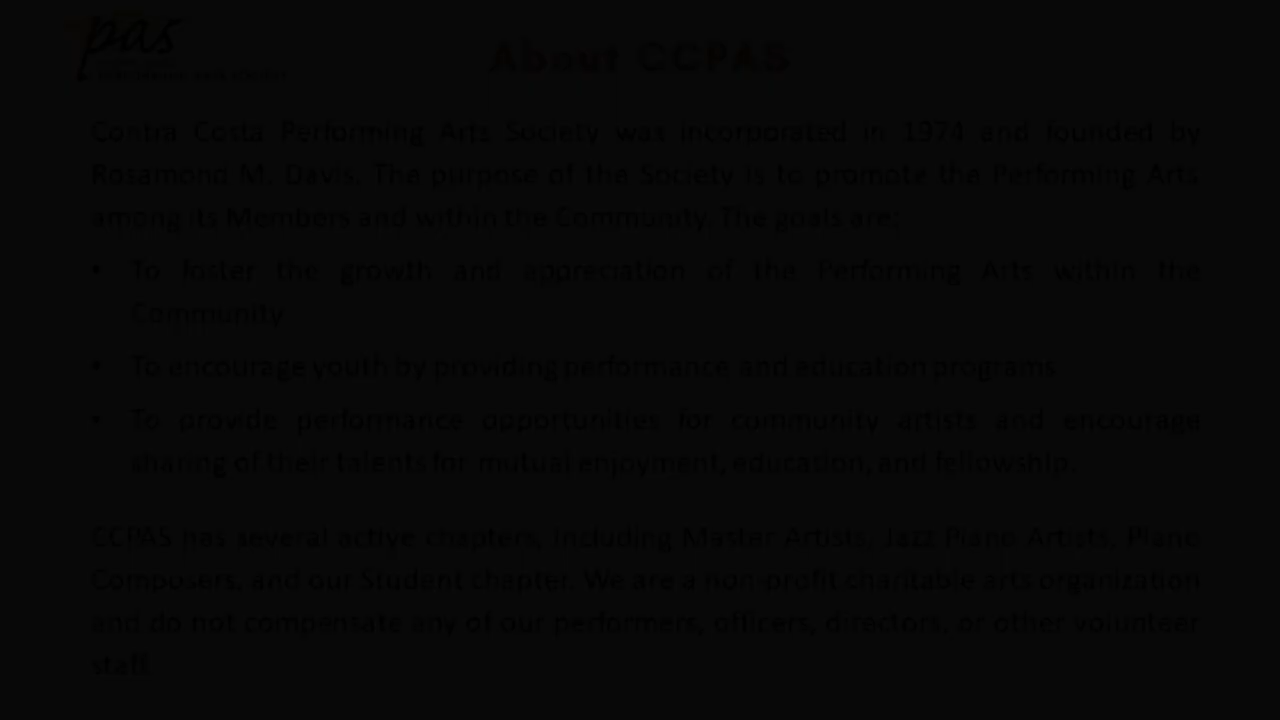 pas
PERFORMING ARTS SOCIETY
About CCPAS
Contra Costa Performing Arts Society was incorporated in 1974 and founded by
Rosamond M. Davis. The purpose of the Society is to promote the Performing Arts
among its Members and within the Community. The goals are:
• To foster the growth and appreciation of the Performing Arts within the
Community
• To encourage youth by providing performance and education programs
• To provide performance opportunities for community artists and encourage
sharing of their talents for mutual enjoyment, education, and fellowship.
CCPAS has several active chapters, including Master Artists, Jazz Piano Artists, Piano
Composers, and our Student chapter. We are a non-profit charitable arts organization
and do not compensate any of our performers, officers, directors, or other volunteer
staff.